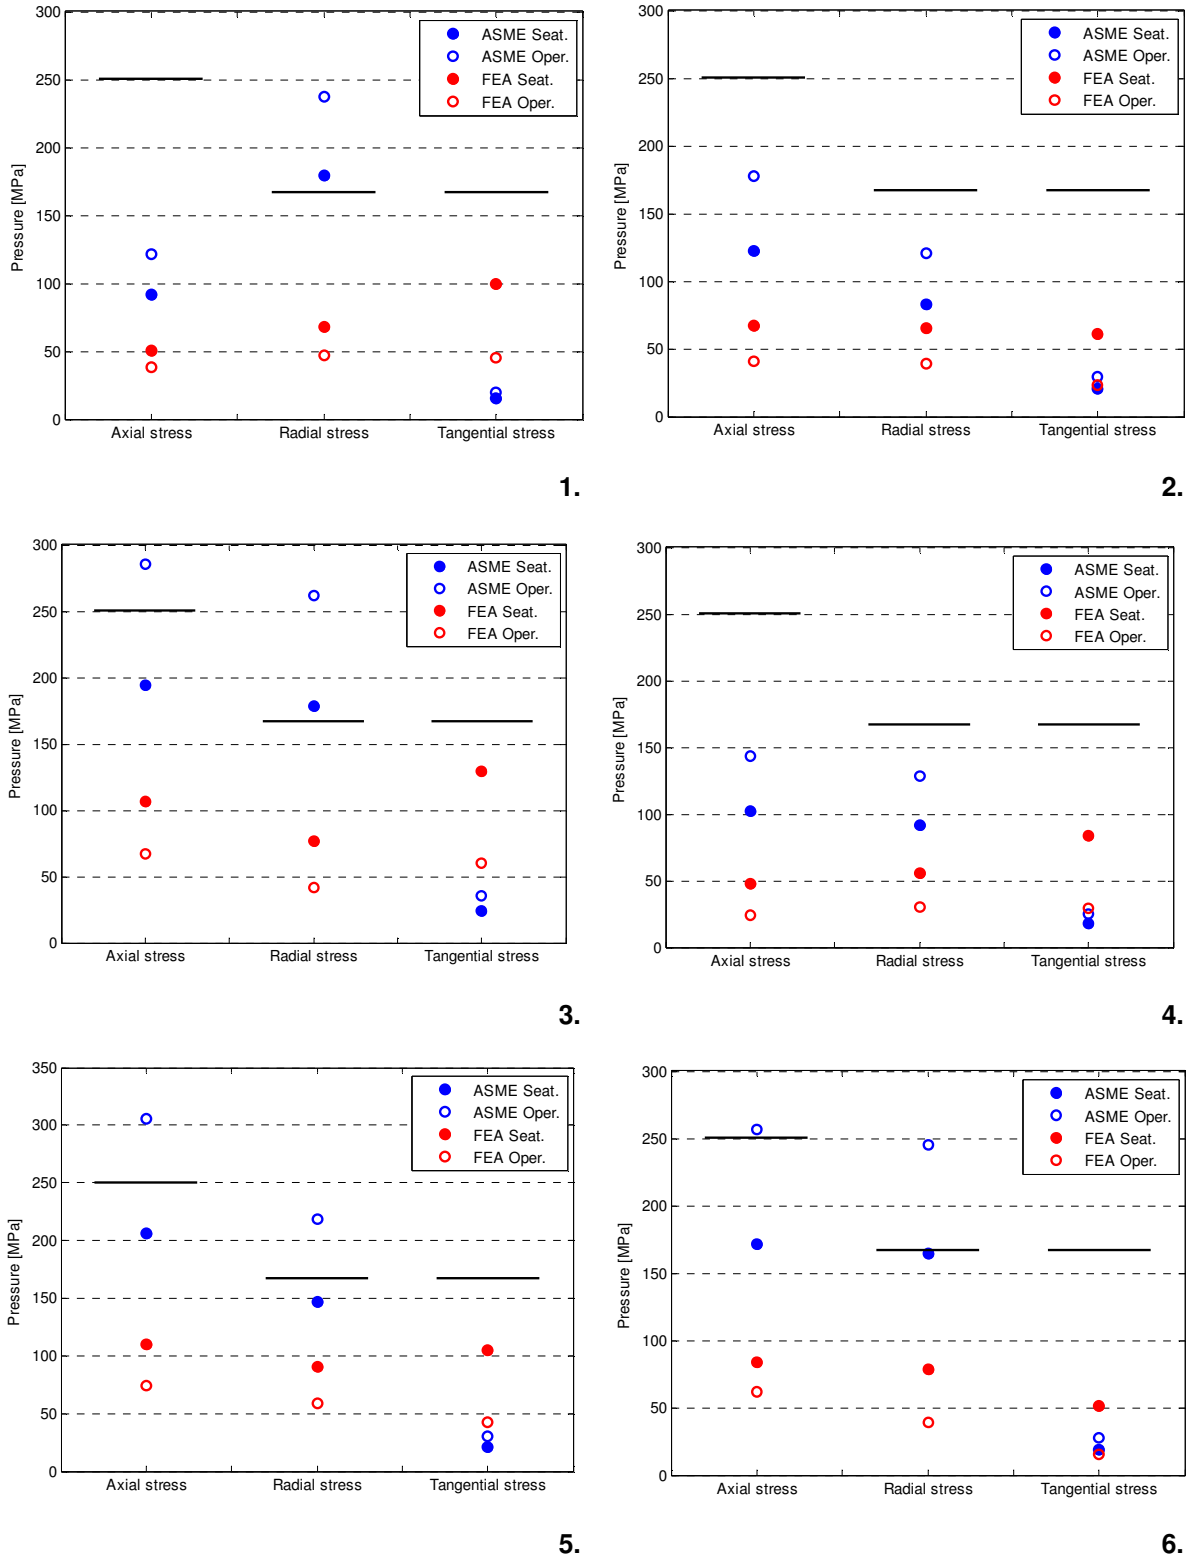 300
250
200
150
100
50
0
Pressure [MPa]
Axial stress
Radial stress
Tangential stress
ASME Seat.
ASME Oper.
FEA Seat.
FEA Oper.
1.
300
250
200
150
100
50
0
Pressure [MPa]
Axial stress
Radial stress
Tangential stress
ASME Seat.
ASME Oper.
FEA Seat.
FEA Oper.
2.
300
250
200
150
100
50
0
Pressure [MPa]
Axial stress
Radial stress
Tangential stress
ASME Seat.
ASME Oper.
FEA Seat.
FEA Oper.
3.
300
250
200
150
100
50
0
Pressure [MPa]
Axial stress
Radial stress
Tangential stress
ASME Seat.
ASME Oper.
FEA Seat.
FEA Oper.
4.
350
300
250
200
150
100
50
0
Pressure [MPa]
Axial stress
Radial stress
Tangential stress
ASME Seat.
ASME Oper.
FEA Seat.
FEA Oper.
5.
300
250
200
150
100
50
0
Pressure [MPa]
Axial stress
Radial stress
Tangential stress
ASME Seat.
ASME Oper.
FEA Seat.
FEA Oper.
6.